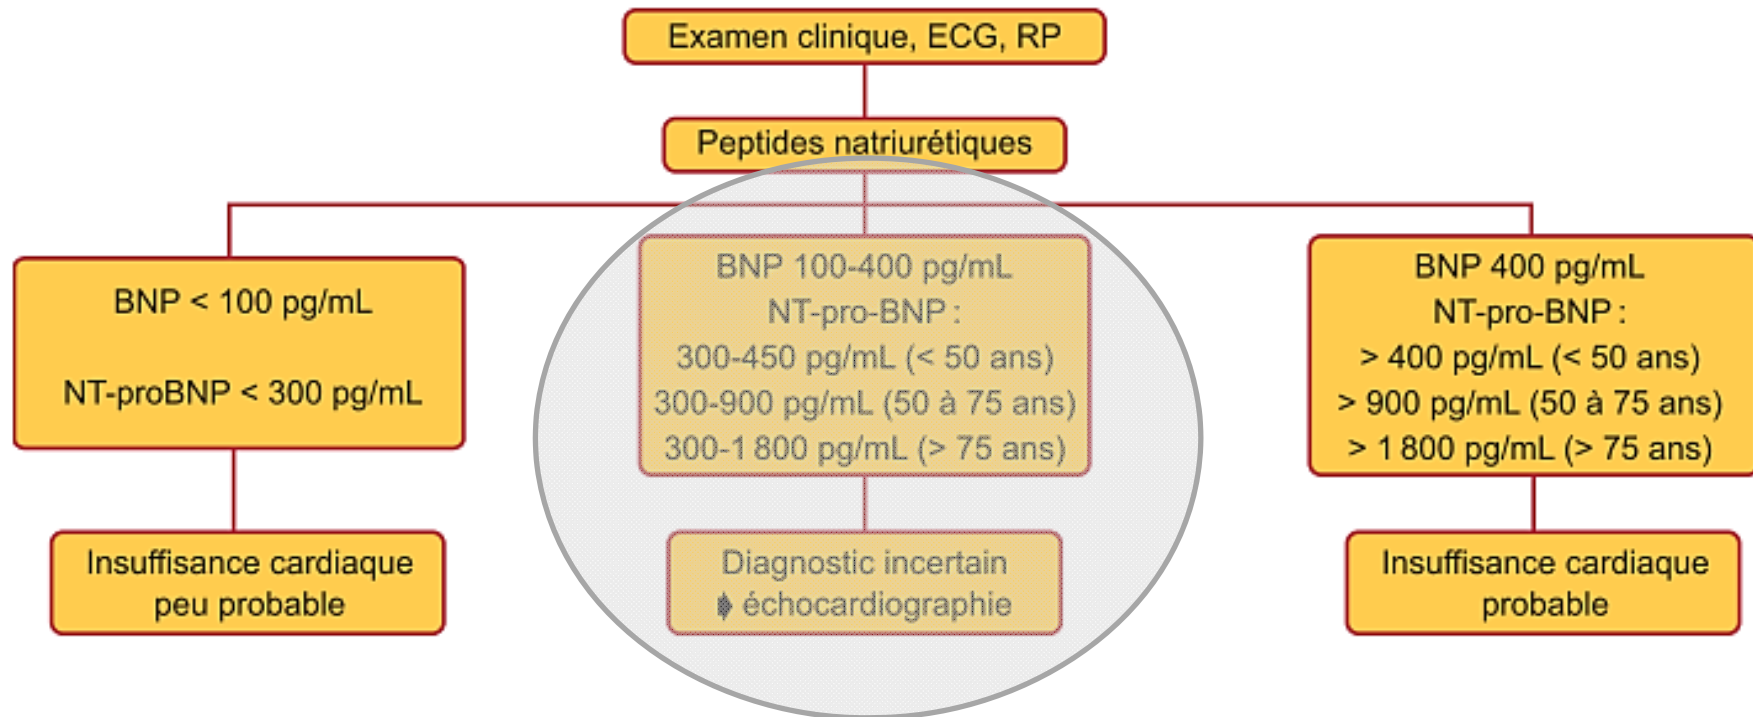 Examen clinique, ECG, RP
Peptides natriurétiques
BNP < 100 pg/mL
NT-proBNP < 300 pg/mL
Insuffisance cardiaque
peu probable
BNP 100-400 pg/mL
NT-pro-BNP :
300-450 pg/mL (< 50 ans)
300-900 pg/mL (50 à 75 ans)
300-1 800 pg/mL (> 75 ans)
Diagnostic incertain
➧ échocardiographie
BNP 400 pg/mL
NT-pro-BNP :
> 400 pg/mL (< 50 ans)
> 900 pg/mL (50 à 75 ans)
> 1 800 pg/mL (> 75 ans)
Insuffisance cardiaque
probable